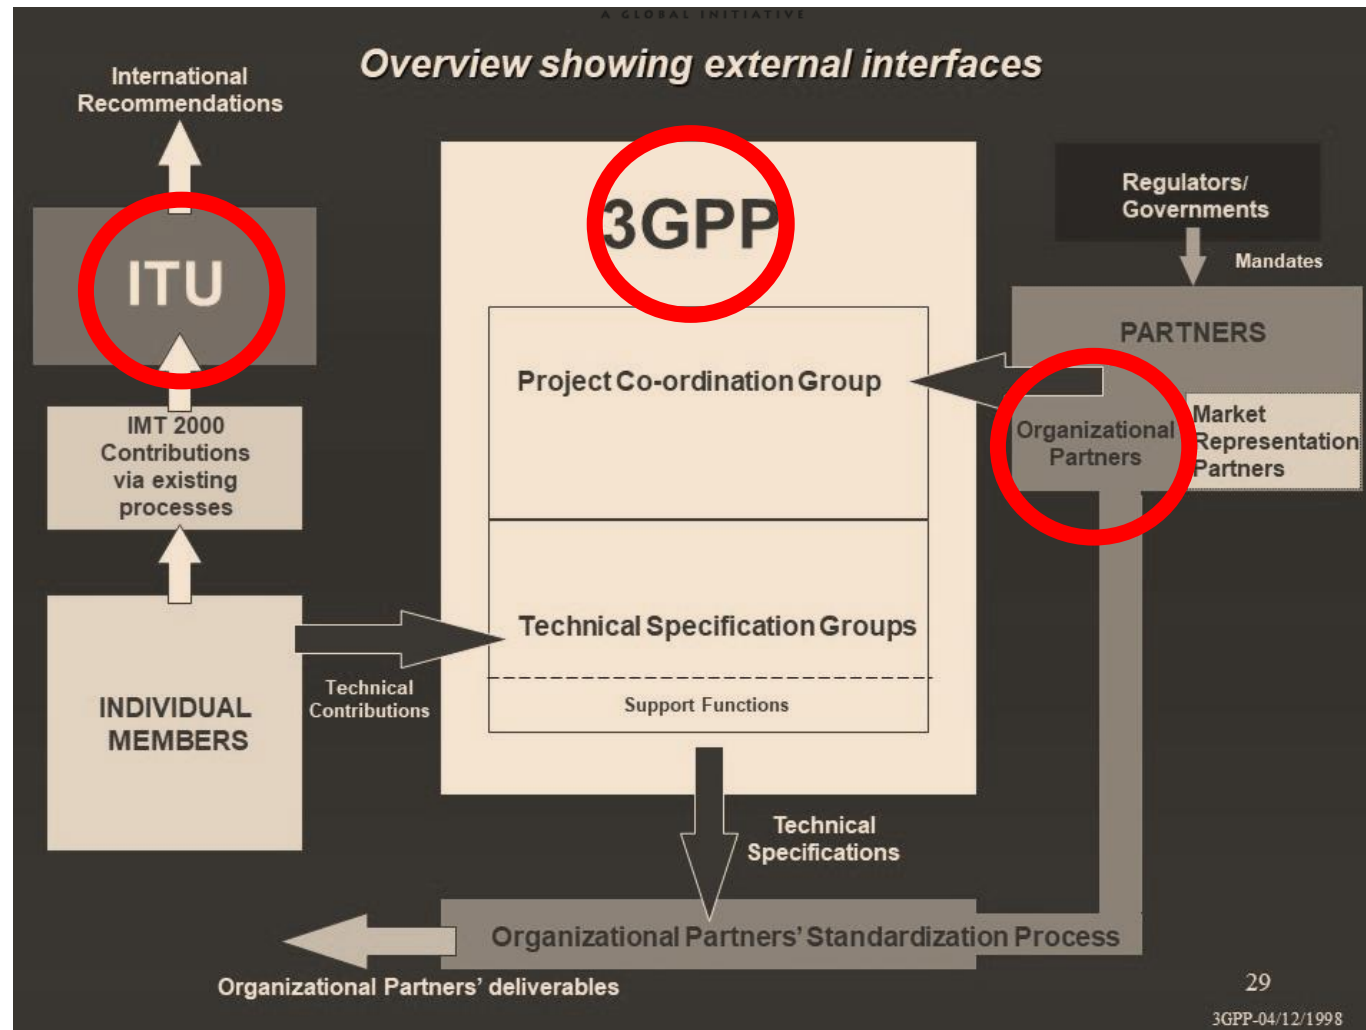 A GLOBAL INITIATIVE
Overview showing external interfaces
International
Recommendations
ITU
IMT 2000
Contributions
via existing
processes
INDIVIDUAL
MEMBERS
Technical
Contributions
3GPP
Project Co-ordination Group
Technical Specification Groups
Support Functions
Regulators/
Governments
Mandates
PARTNERS
Organizational
Partners
Market
Representation
Partners
Technical
Specifications
Organizational Partners' Standardization Process
Organizational Partners' deliverables
29
3GPP-04/12/1998